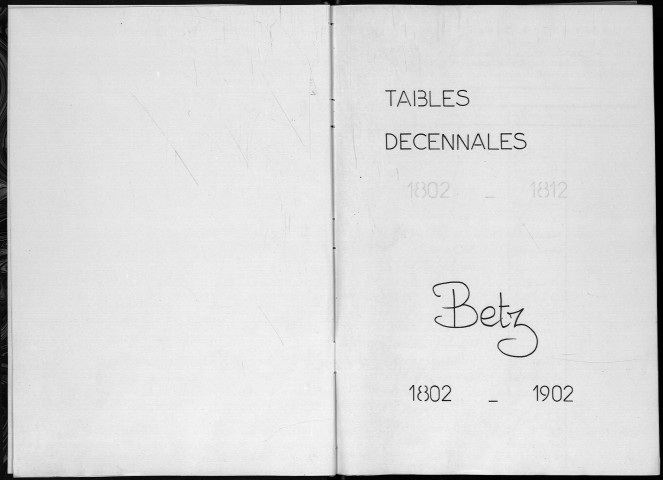 TABLES
DECENNALES
1802 _ 1812
Betz
1802 _ 1902